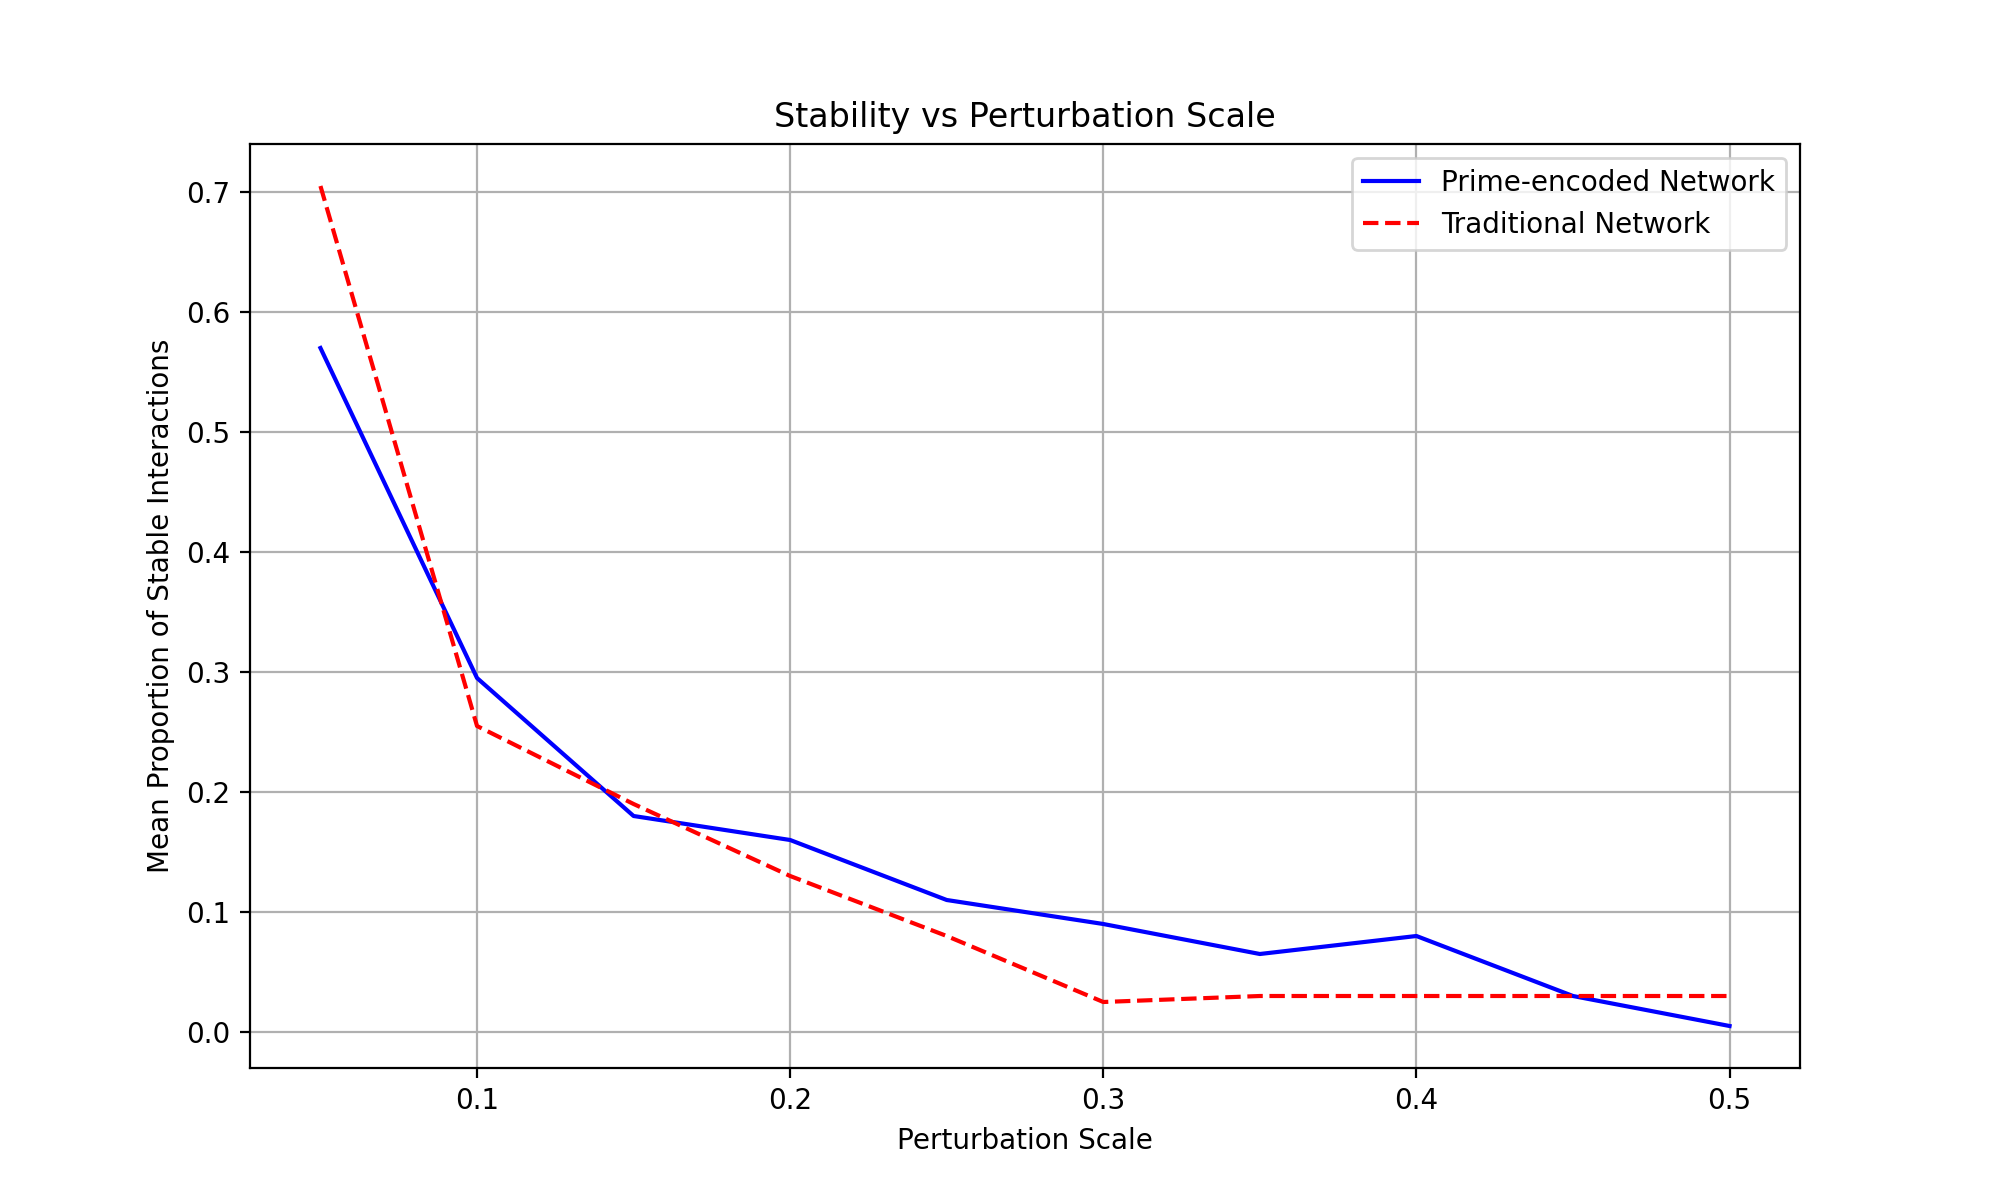 Stability vs Perturbation Scale
Prime-encoded Network
Traditional Network
Mean Proportion of Stable Interactions
0.7
0.6
0.5
0.4
0.3
0.2
0.1
0.0
0.1
0.2
0.3
0.4
0.5
Perturbation Scale